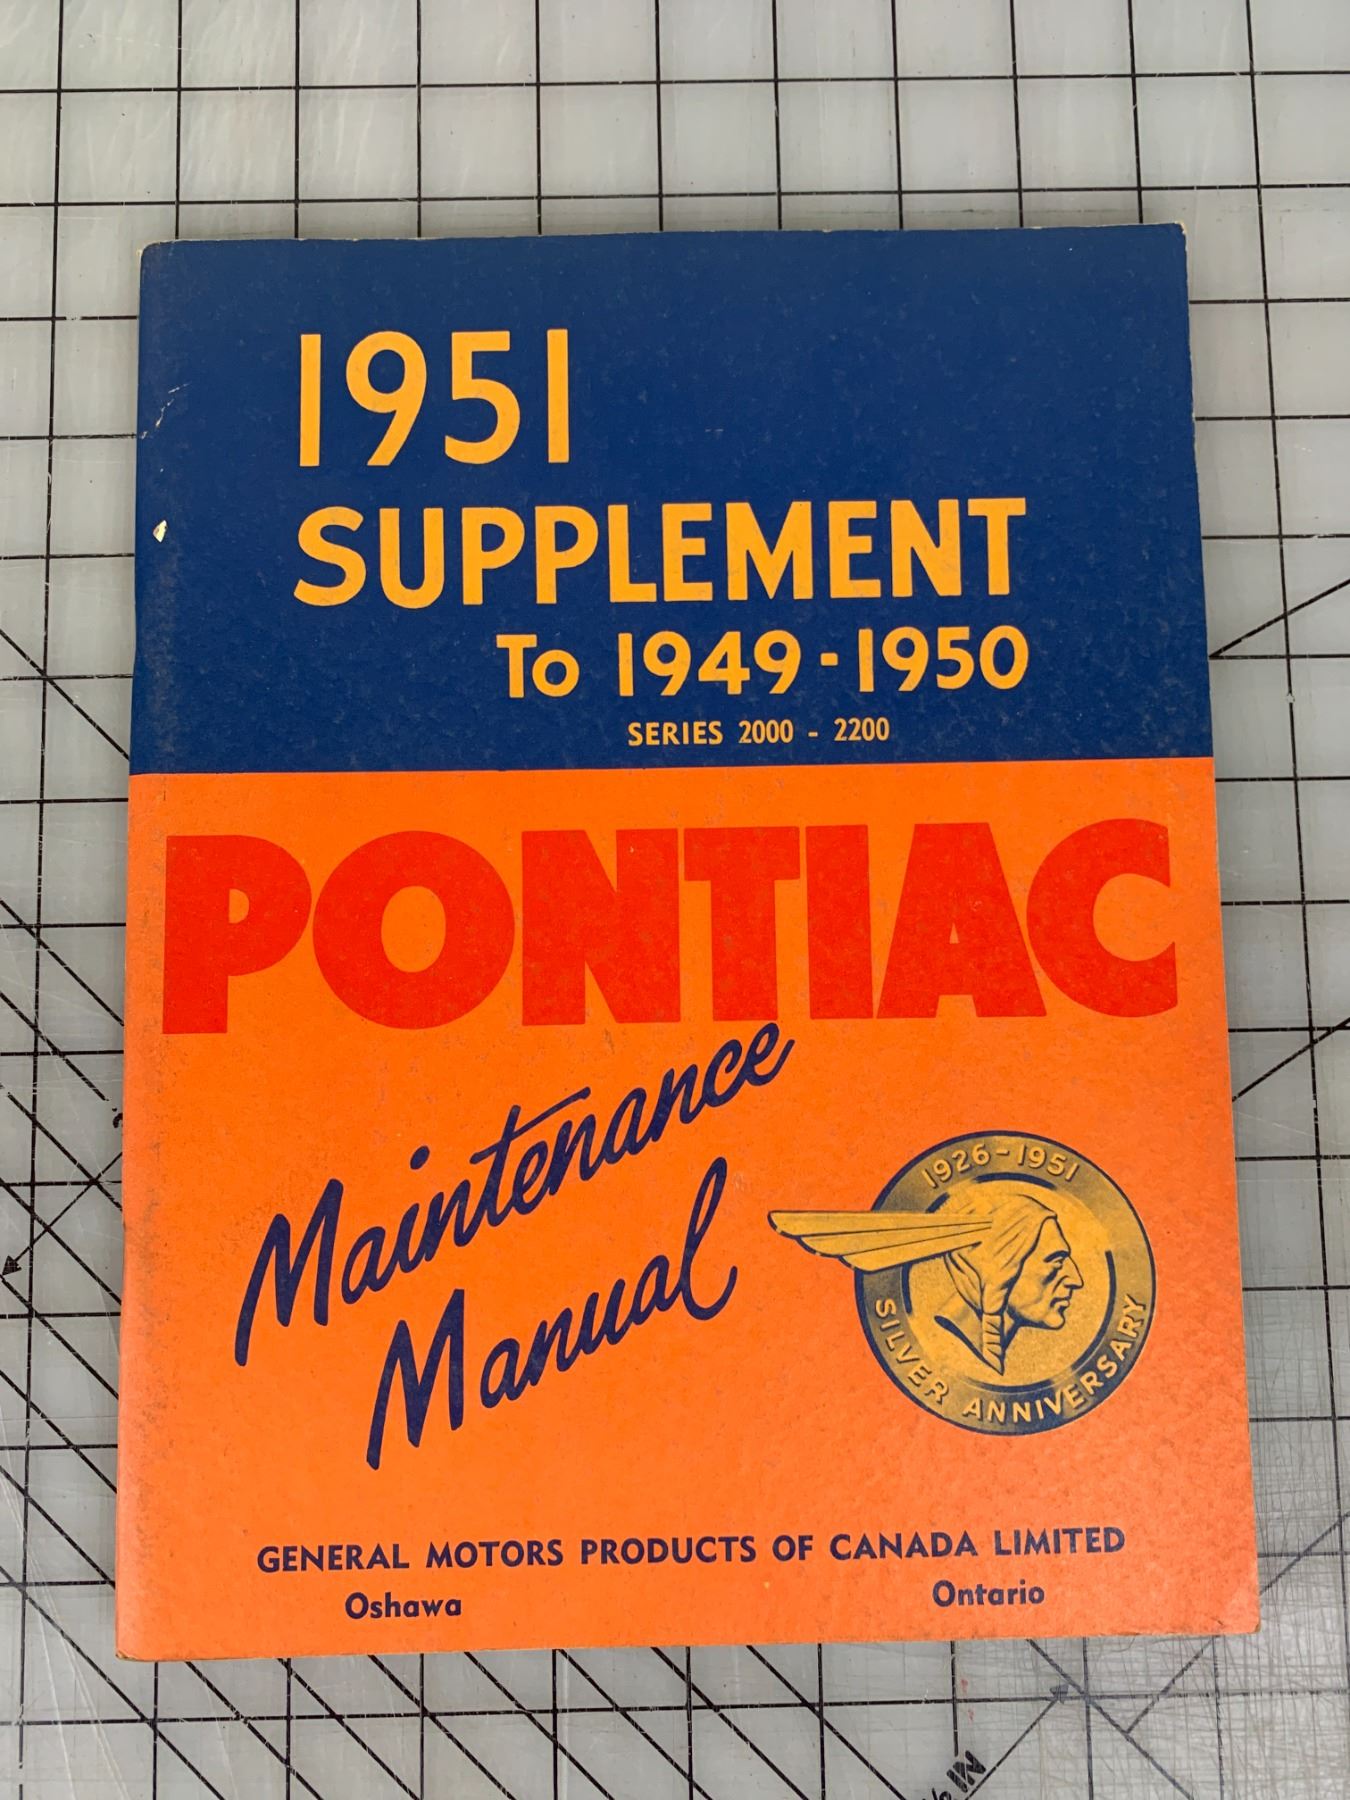 1951
SUPPLEMENT
To 1949-1950
SERIES 2000 - 2200
PONTIAC
Maintenance
Manual
1926-1951
SILVER ANNIVERSARY
GENERAL MOTORS PRODUCTS OF CANADA LIMITED
Oshawa Ontario
IN